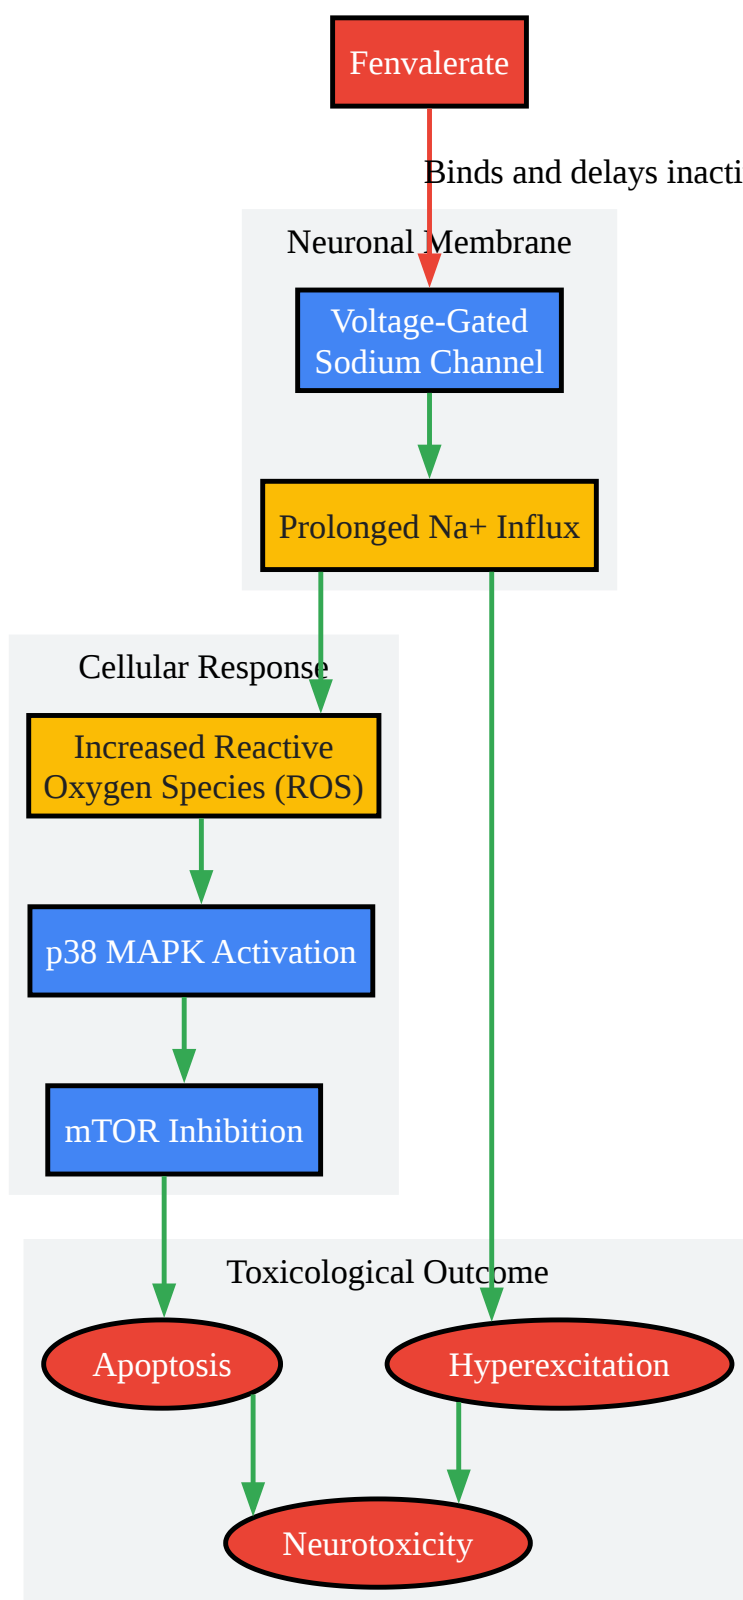 Fenvalerate
Binds and delays inacti
Neuronal Membrane
Voltage-Gated
Sodium Channel
Prolonged Na+ Influx
Cellular Response
Increased Reactive
Oxygen Species (ROS)
p38 MAPK Activation
mTOR Inhibition
Toxicological Outcome
Apoptosis
Hyperexcitation
Neurotoxicity